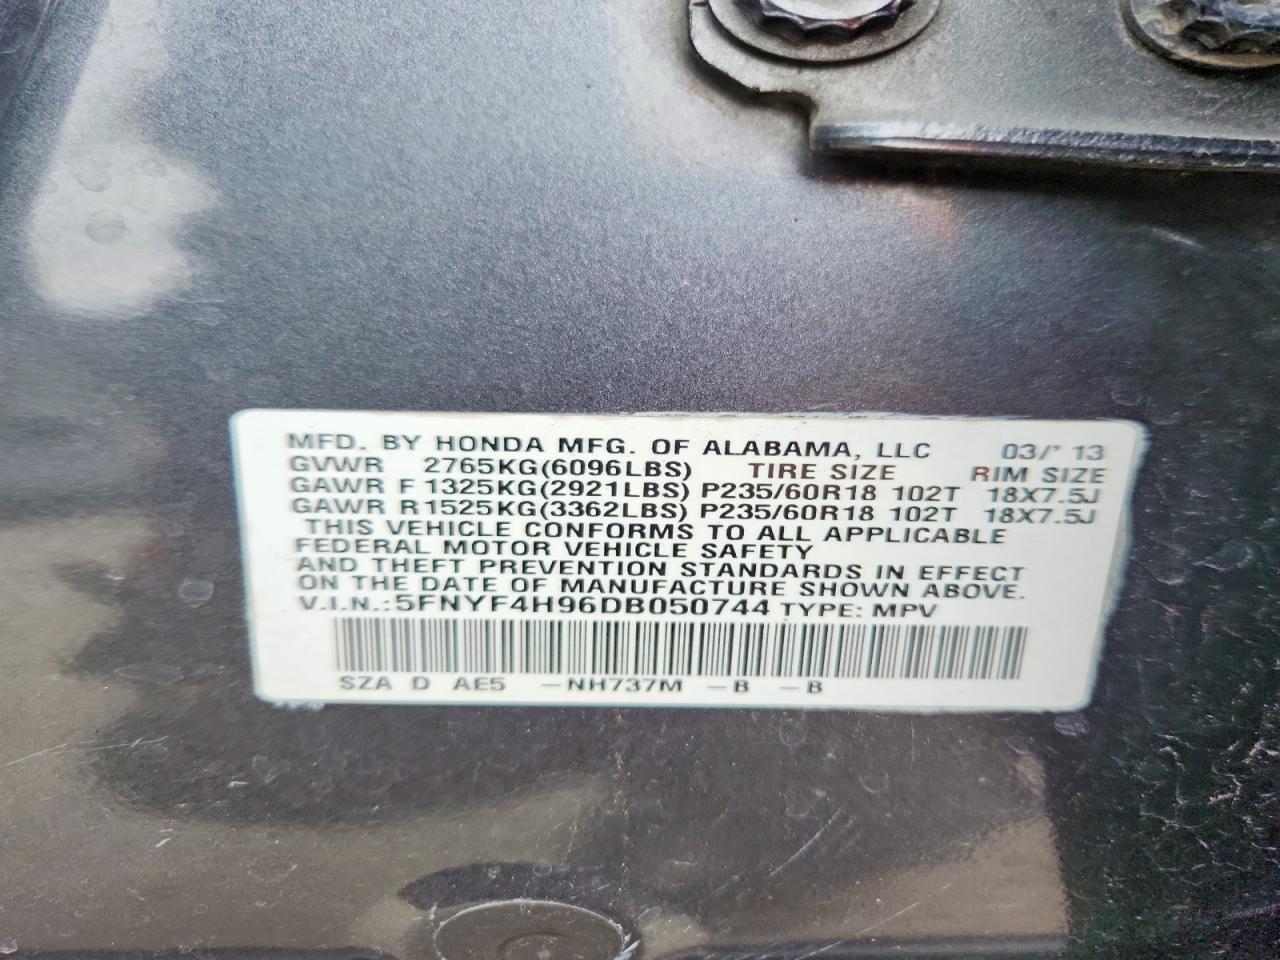 MFD. BY HONDA MFG. OF ALABAMA, LLC 03/'13
GVWR 2765KG(6096LBS) TIRE SIZE RIM SIZE
GAWR F 1325KG(2921LBS) P235/60R18 102T 18X7.5J
GAWR R 1525KG(3362LBS) P235/60R18 102T 18X7.5J
THIS VEHICLE CONFORMS TO ALL APPLICABLE
FEDERAL MOTOR VEHICLE SAFETY
AND THEFT PREVENTION STANDARDS IN EFFECT
ON THE DATE OF MANUFACTURE SHOWN ABOVE.
V.I.N.:5FNYF4H96DB050744 TYPE: MPV
SZA D AE5 -NH737M -B -B